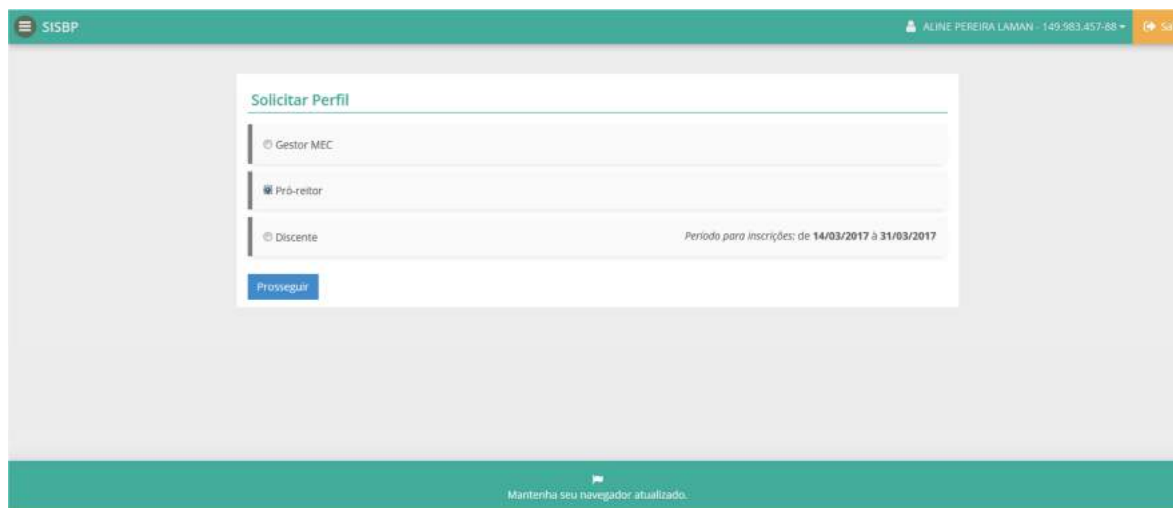 SISBP
ALINE PEREIRA LAMAN - 149.983.457-88
Solicitar Perfil
Gestor MEC
Pró-reitor
Discente
Período para inscrições: de 14/03/2017 à 31/03/2017
Prosseguir
Mantenha seu navegador atualizado.